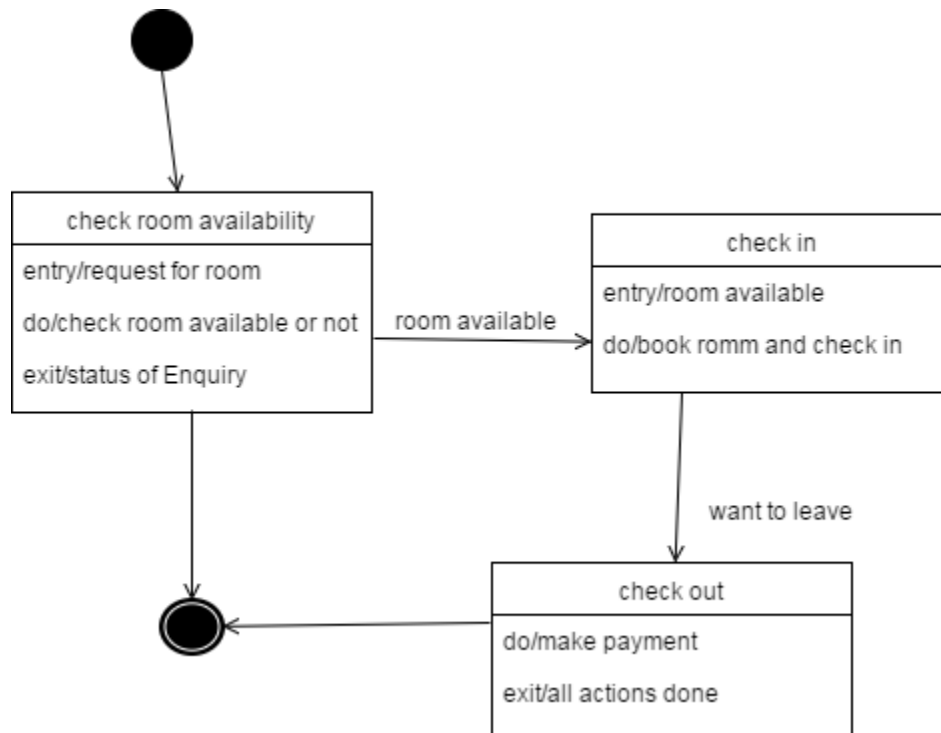 check room availability
entry/request for room
do/check room available or not
exit/status of Enquiry
room available
check in
entry/room available
do/book romm and check in
want to leave
check out
do/make payment
exit/all actions done